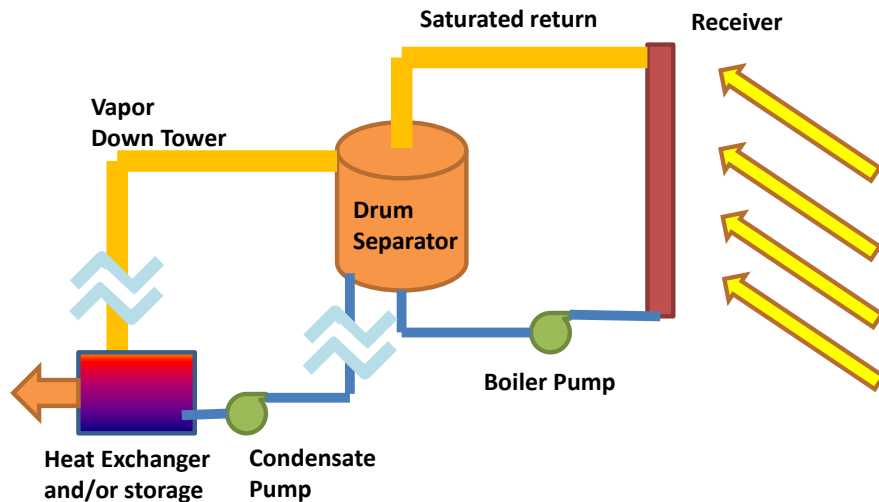 Saturated return
Receiver
Vapor
Down Tower
Drum
Separator
Boiler Pump
Heat Exchanger
and/or storage
Condensate
Pump